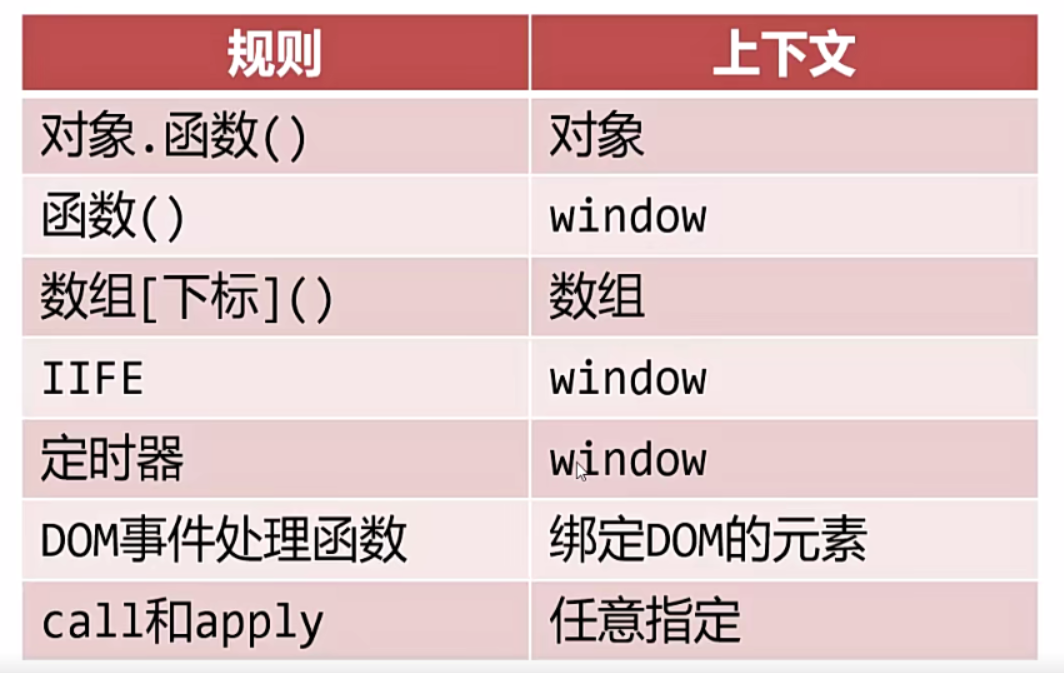 规则 上下文
对象.函数() 对象
函数() window
数组[下标]() 数组
IIFE window
定时器 window
DOM事件处理函数 绑定DOM的元素
call和apply 任意指定